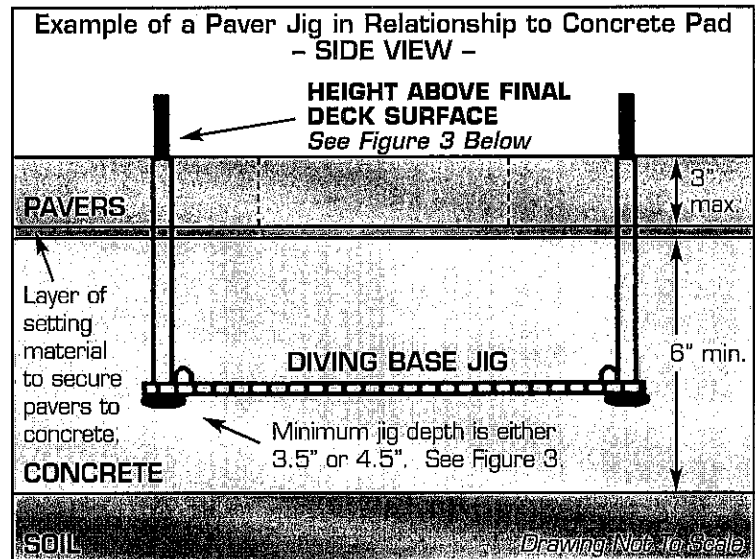 Example of a Paver Jig in Relationship to Concrete Pad
– SIDE VIEW –
HEIGHT ABOVE FINAL
DECK SURFACE
See Figure 3 Below
3"
max.
PAVERS
Layer of
setting
material
to secure
pavers to
concrete.
DIVING BASE JIG
6" min.
Minimum jig depth is either
3.5" or 4.5". See Figure 3.
CONCRETE
SOIL
Drawing Not To Scale